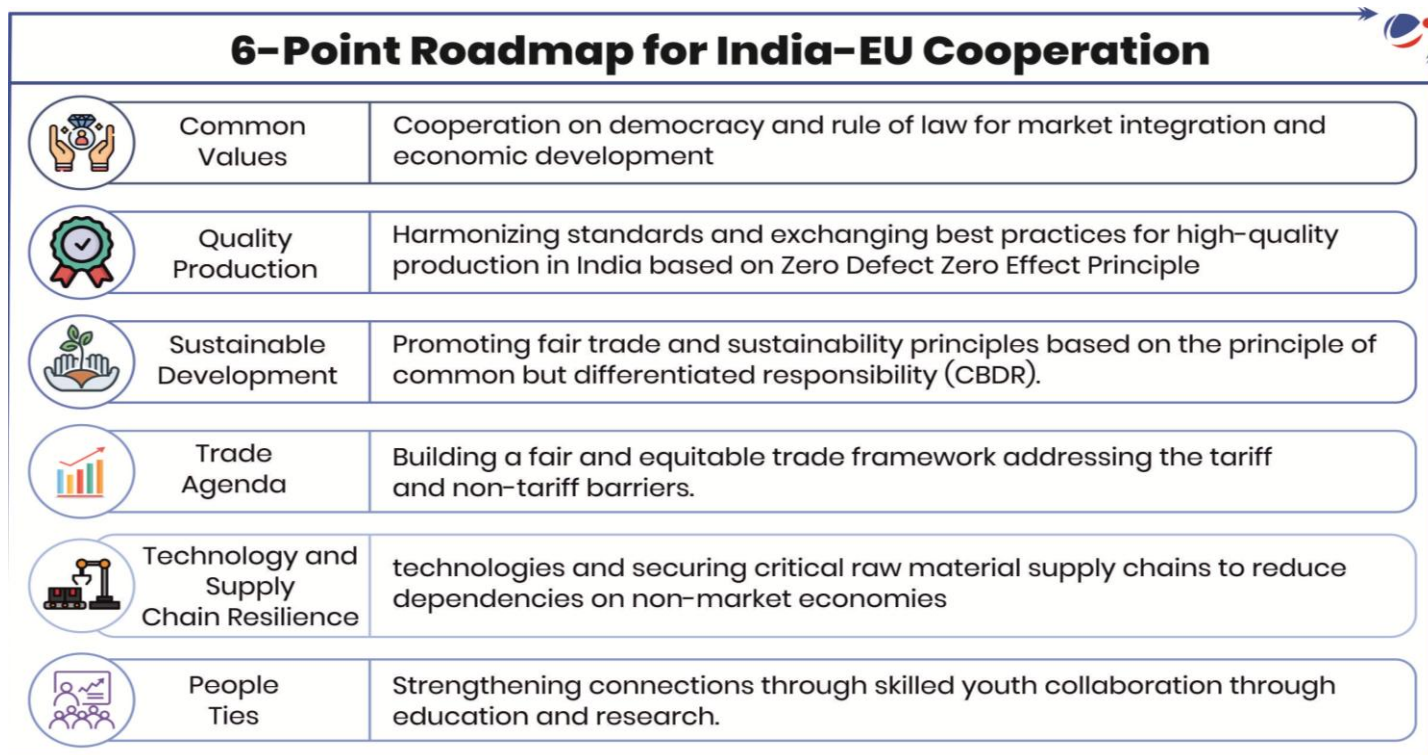 6-Point Roadmap for India-EU Cooperation
Common
Values
Cooperation on democracy and rule of law for market integration and
economic development
Quality
Production
Harmonizing standards and exchanging best practices for high-quality
production in India based on Zero Defect Zero Effect Principle
Sustainable
Development
Promoting fair trade and sustainability principles based on the principle of
common but differentiated responsibility (CBDR).
Trade
Agenda
Building a fair and equitable trade framework addressing the tariff
and non-tariff barriers.
Technology and
Supply
Chain Resilience
technologies and securing critical raw material supply chains to reduce
dependencies on non-market economies
People
Ties
Strengthening connections through skilled youth collaboration through
education and research.